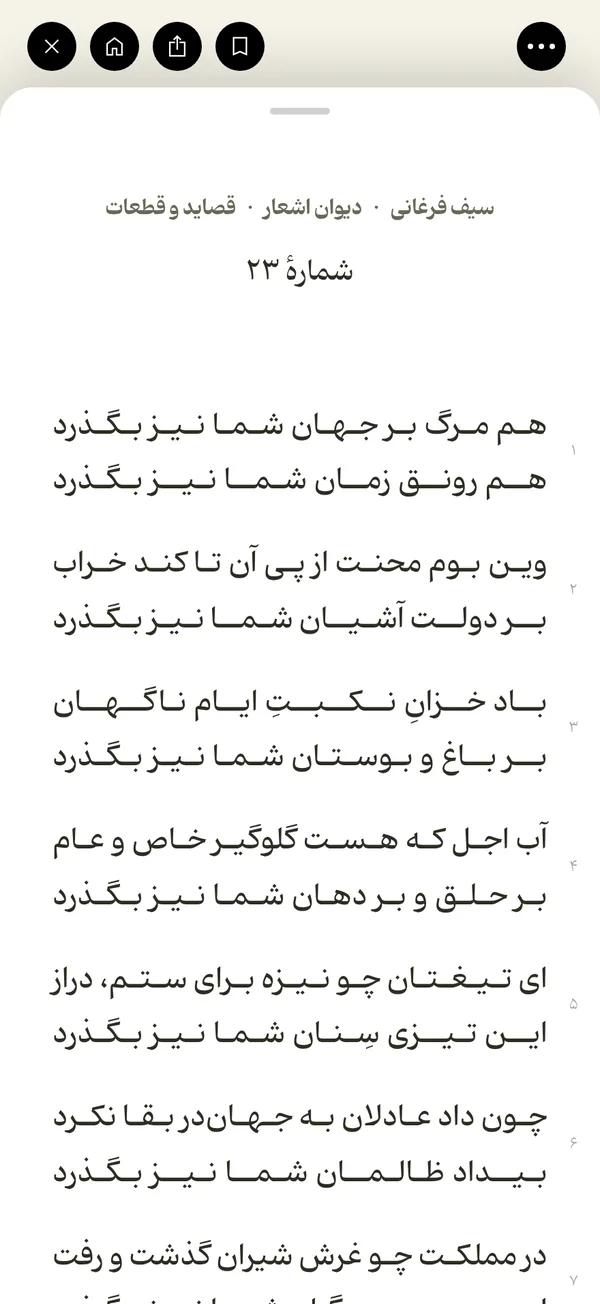 سیف فرغانی · دیوان اشعار · قصاید و قطعات
شمارهٔ ۲۳
هم مرگ بر جهان شما نیز بگذرد
۱
هم رونق زمان شما نیز بگذرد
وین بوم محنت از پی آن تا کند خراب
۲
بر دولت آشیان شما نیز بگذرد
باد خزانِ نکبتِ ایام ناگهان
۳
بر باغ و بوستان شما نیز بگذرد
آب اجل که هست گلوگیر خاص و عام
۴
بر حلق و بر دهان شما نیز بگذرد
ای تیغتان چو نیزه برای ستم، دراز
۵
این تیزی سِنان شما نیز بگذرد
چون داد عادلان به جهان در بقا نکرد
۶
بیداد ظالمان شما نیز بگذرد
در مملکت چو غرش شیران گذشت و رفت
۷